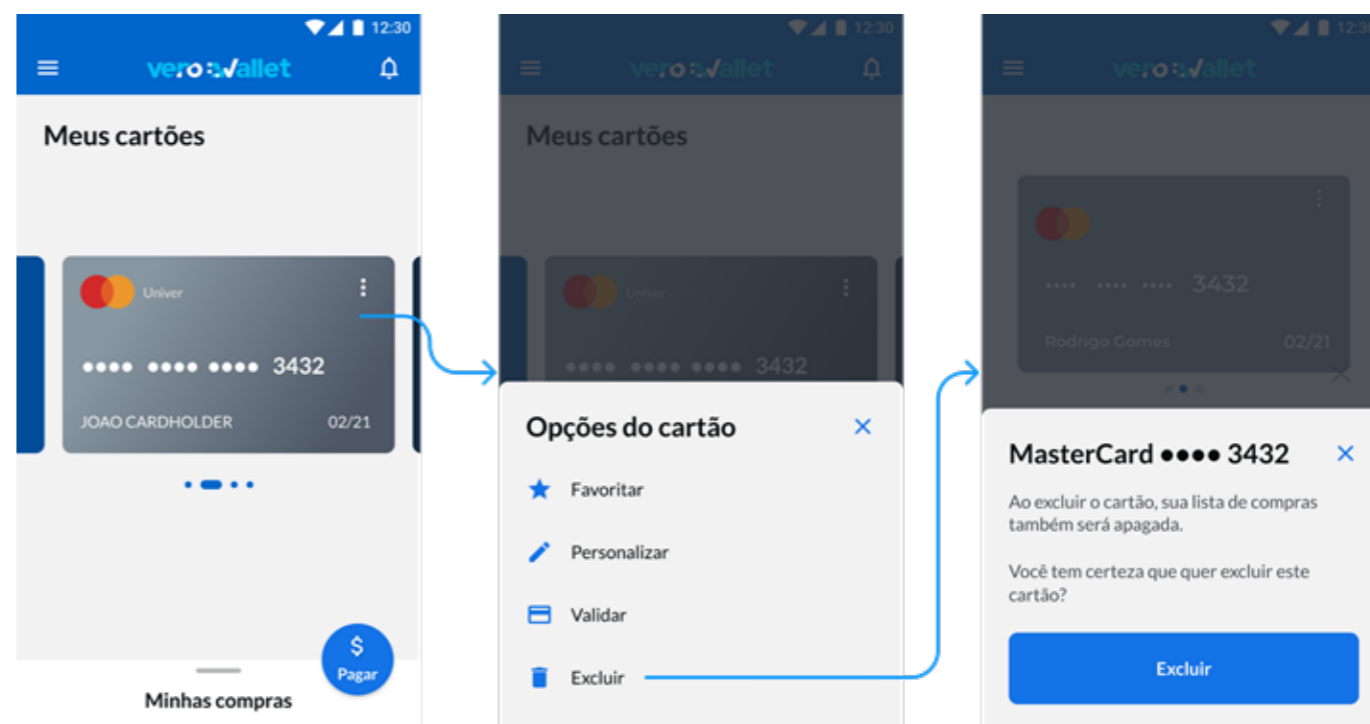 12:30
vero wallet
Meus cartões
Univer
•••• •••• •••• 3432
JOAO CARDHOLDER 02/21
$
Pagar
Minhas compras
12:30
vero wallet
Meus cartões
Univer
•••• •••• •••• 3432
Opções do cartão
Favoritar
Personalizar
Validar
Excluir
12:30
vero wallet
•••• •••• •••• 3432
Rodrigo Gomes 02/21
MasterCard •••• 3432
Ao excluir o cartão, sua lista de compras
também será apagada.
Você tem certeza que quer excluir este
cartão?
Excluir